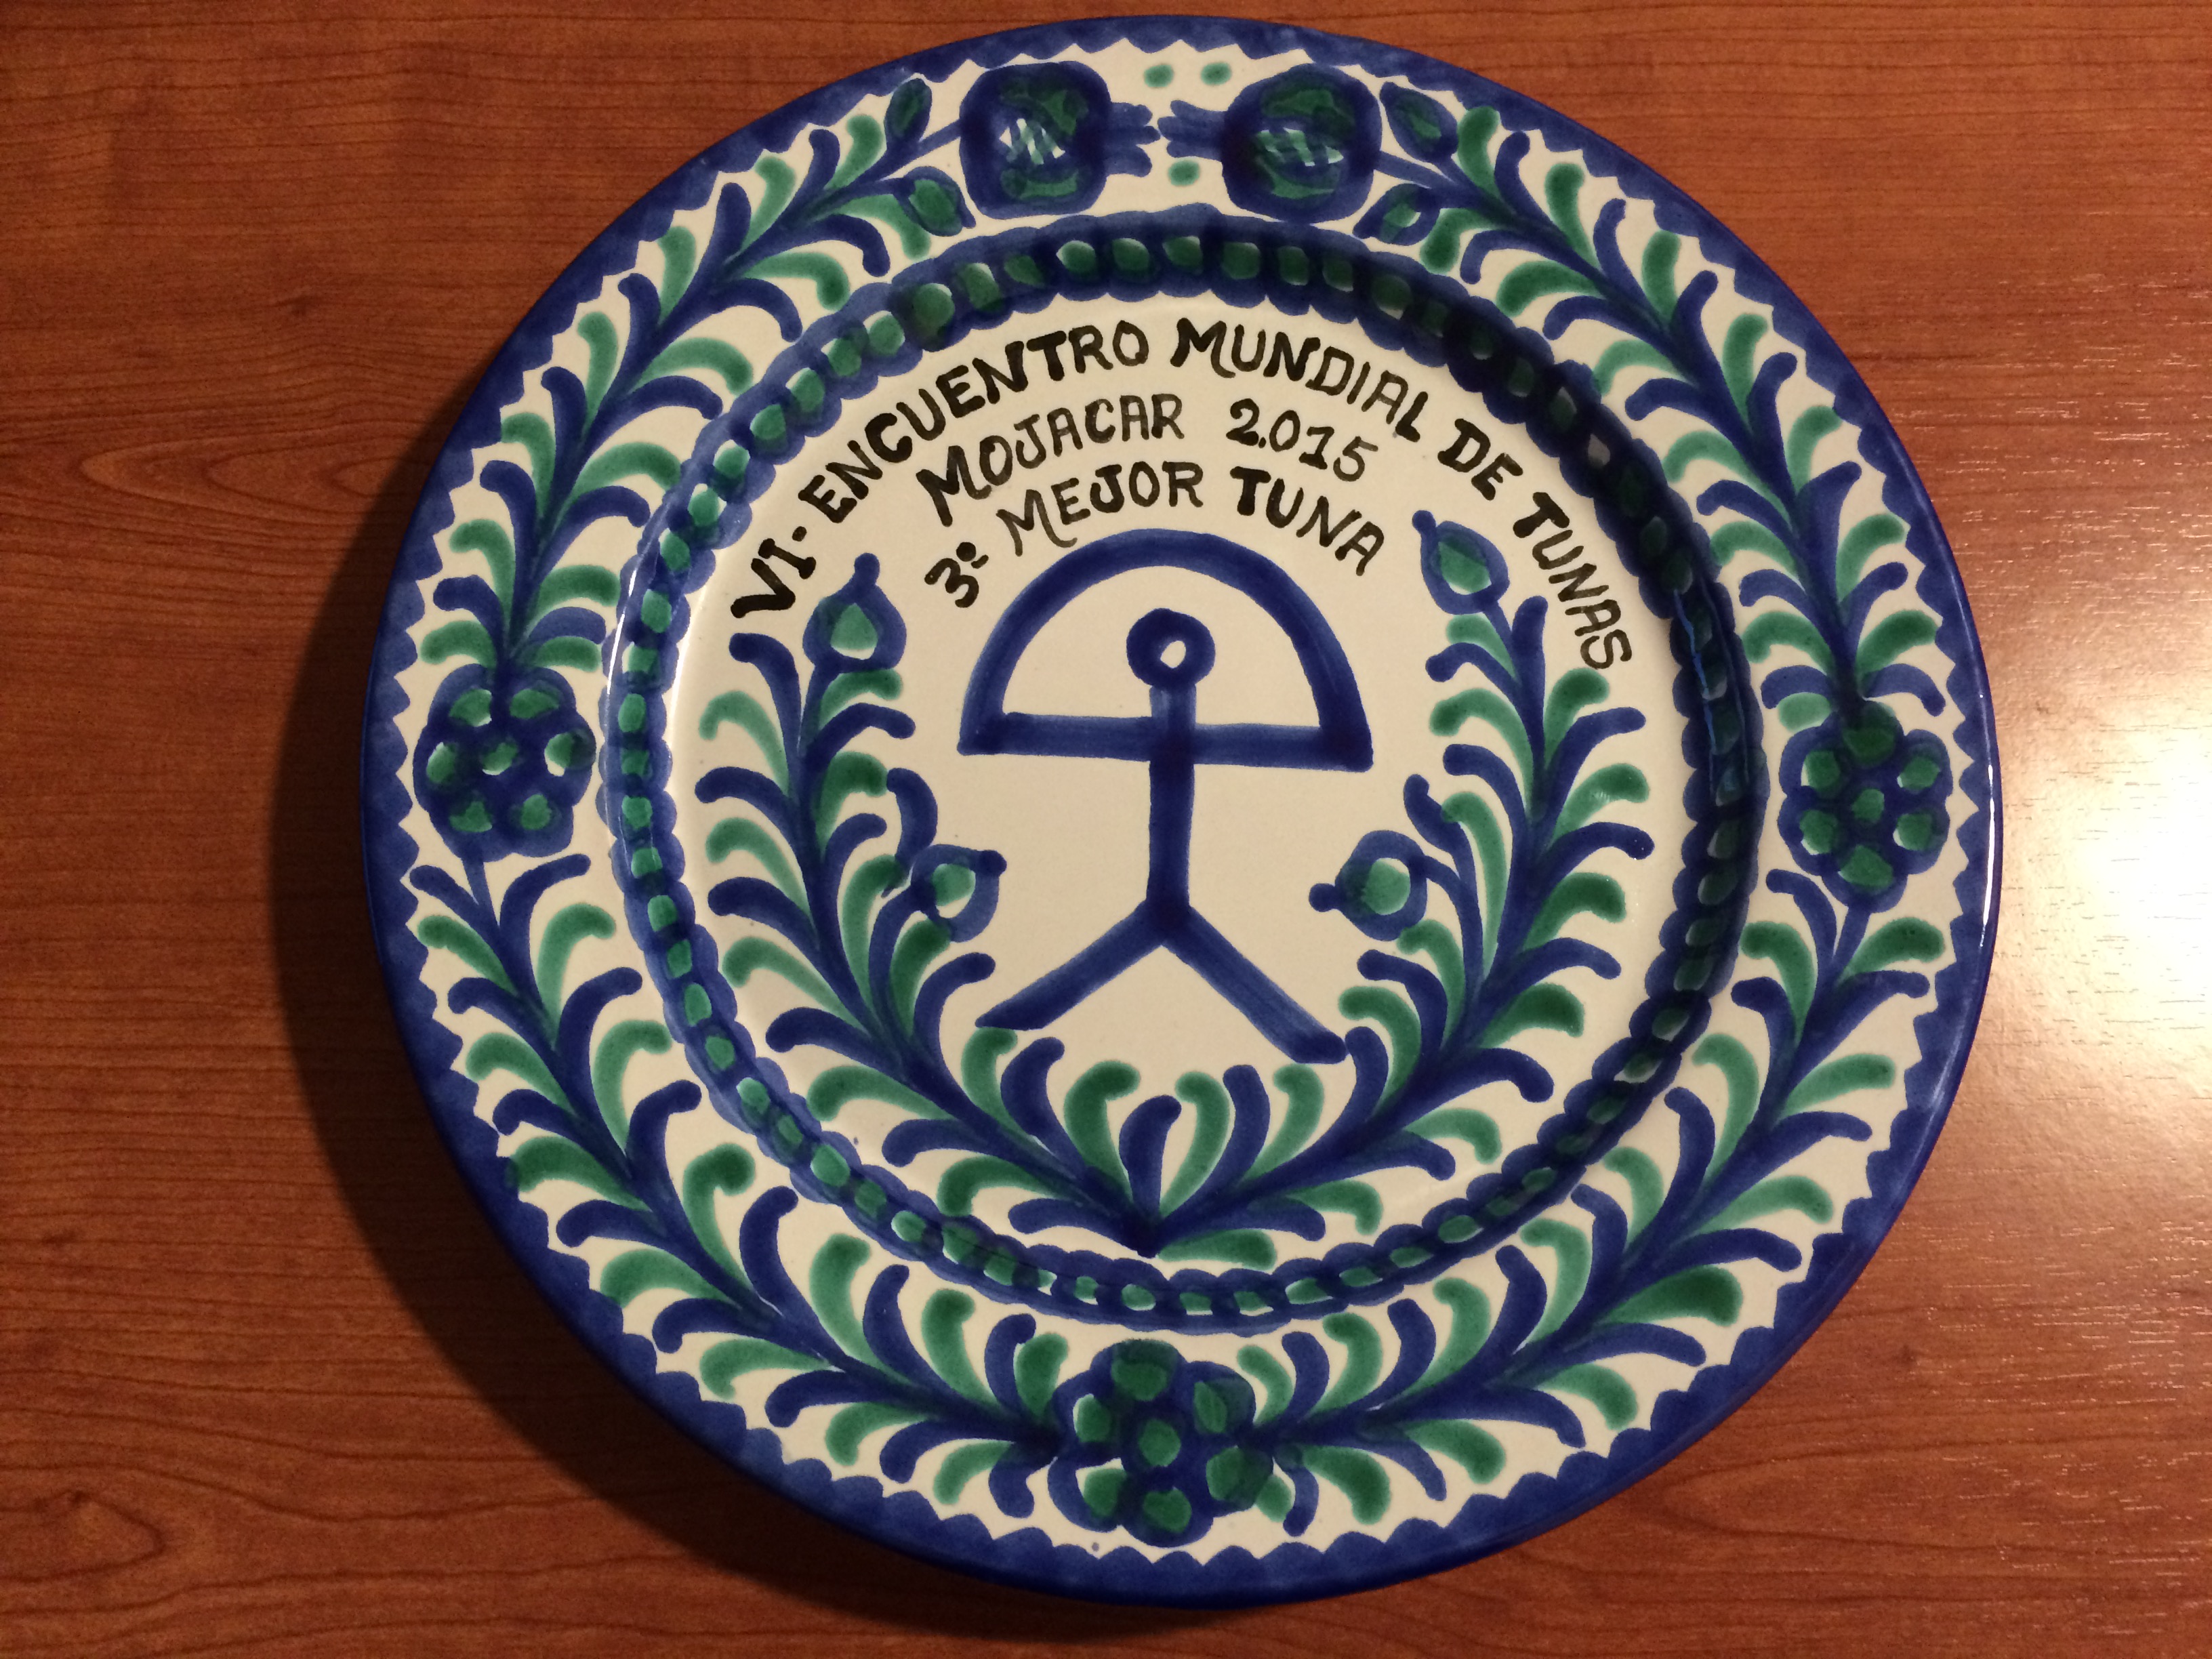 VI- ENCUENTRO MUNDIAL DE TUNAS
MOJACAR 2.015
3º MEJOR TUNA